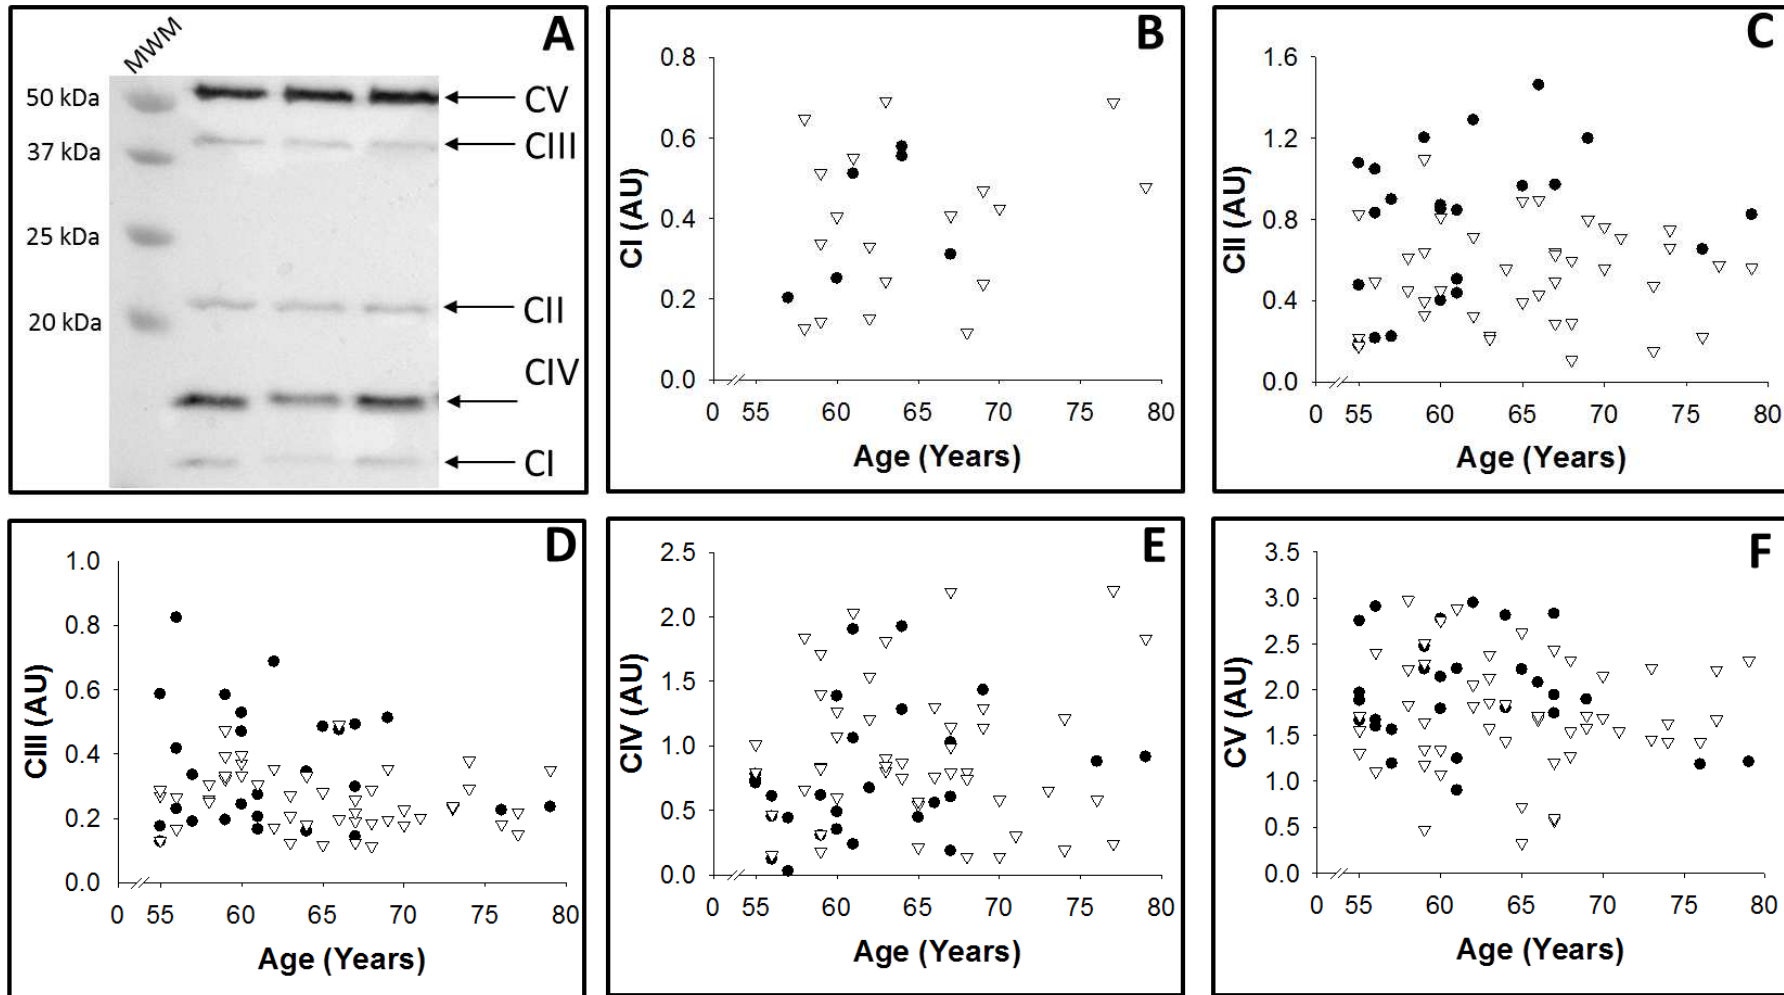 A
MWM
50 kDa
37 kDa
25 kDa
20 kDa
CV
CIII
CII
CIV
CI
B
CI (AU)
0.8
0.6
0.4
0.2
0.0
0 55 60 65 70 75 80
Age (Years)
C
CII (AU)
1.6
1.2
0.8
0.4
0.0
0 55 60 65 70 75 80
Age (Years)
D
CIII (AU)
1.0
0.8
0.6
0.4
0.2
0.0
0 55 60 65 70 75 80
Age (Years)
E
CIV (AU)
2.5
2.0
1.5
1.0
0.5
0.0
0 55 60 65 70 75 80
Age (Years)
F
CV (AU)
3.5
3.0
2.5
2.0
1.5
1.0
0.5
0.0
0 55 60 65 70 75 80
Age (Years)